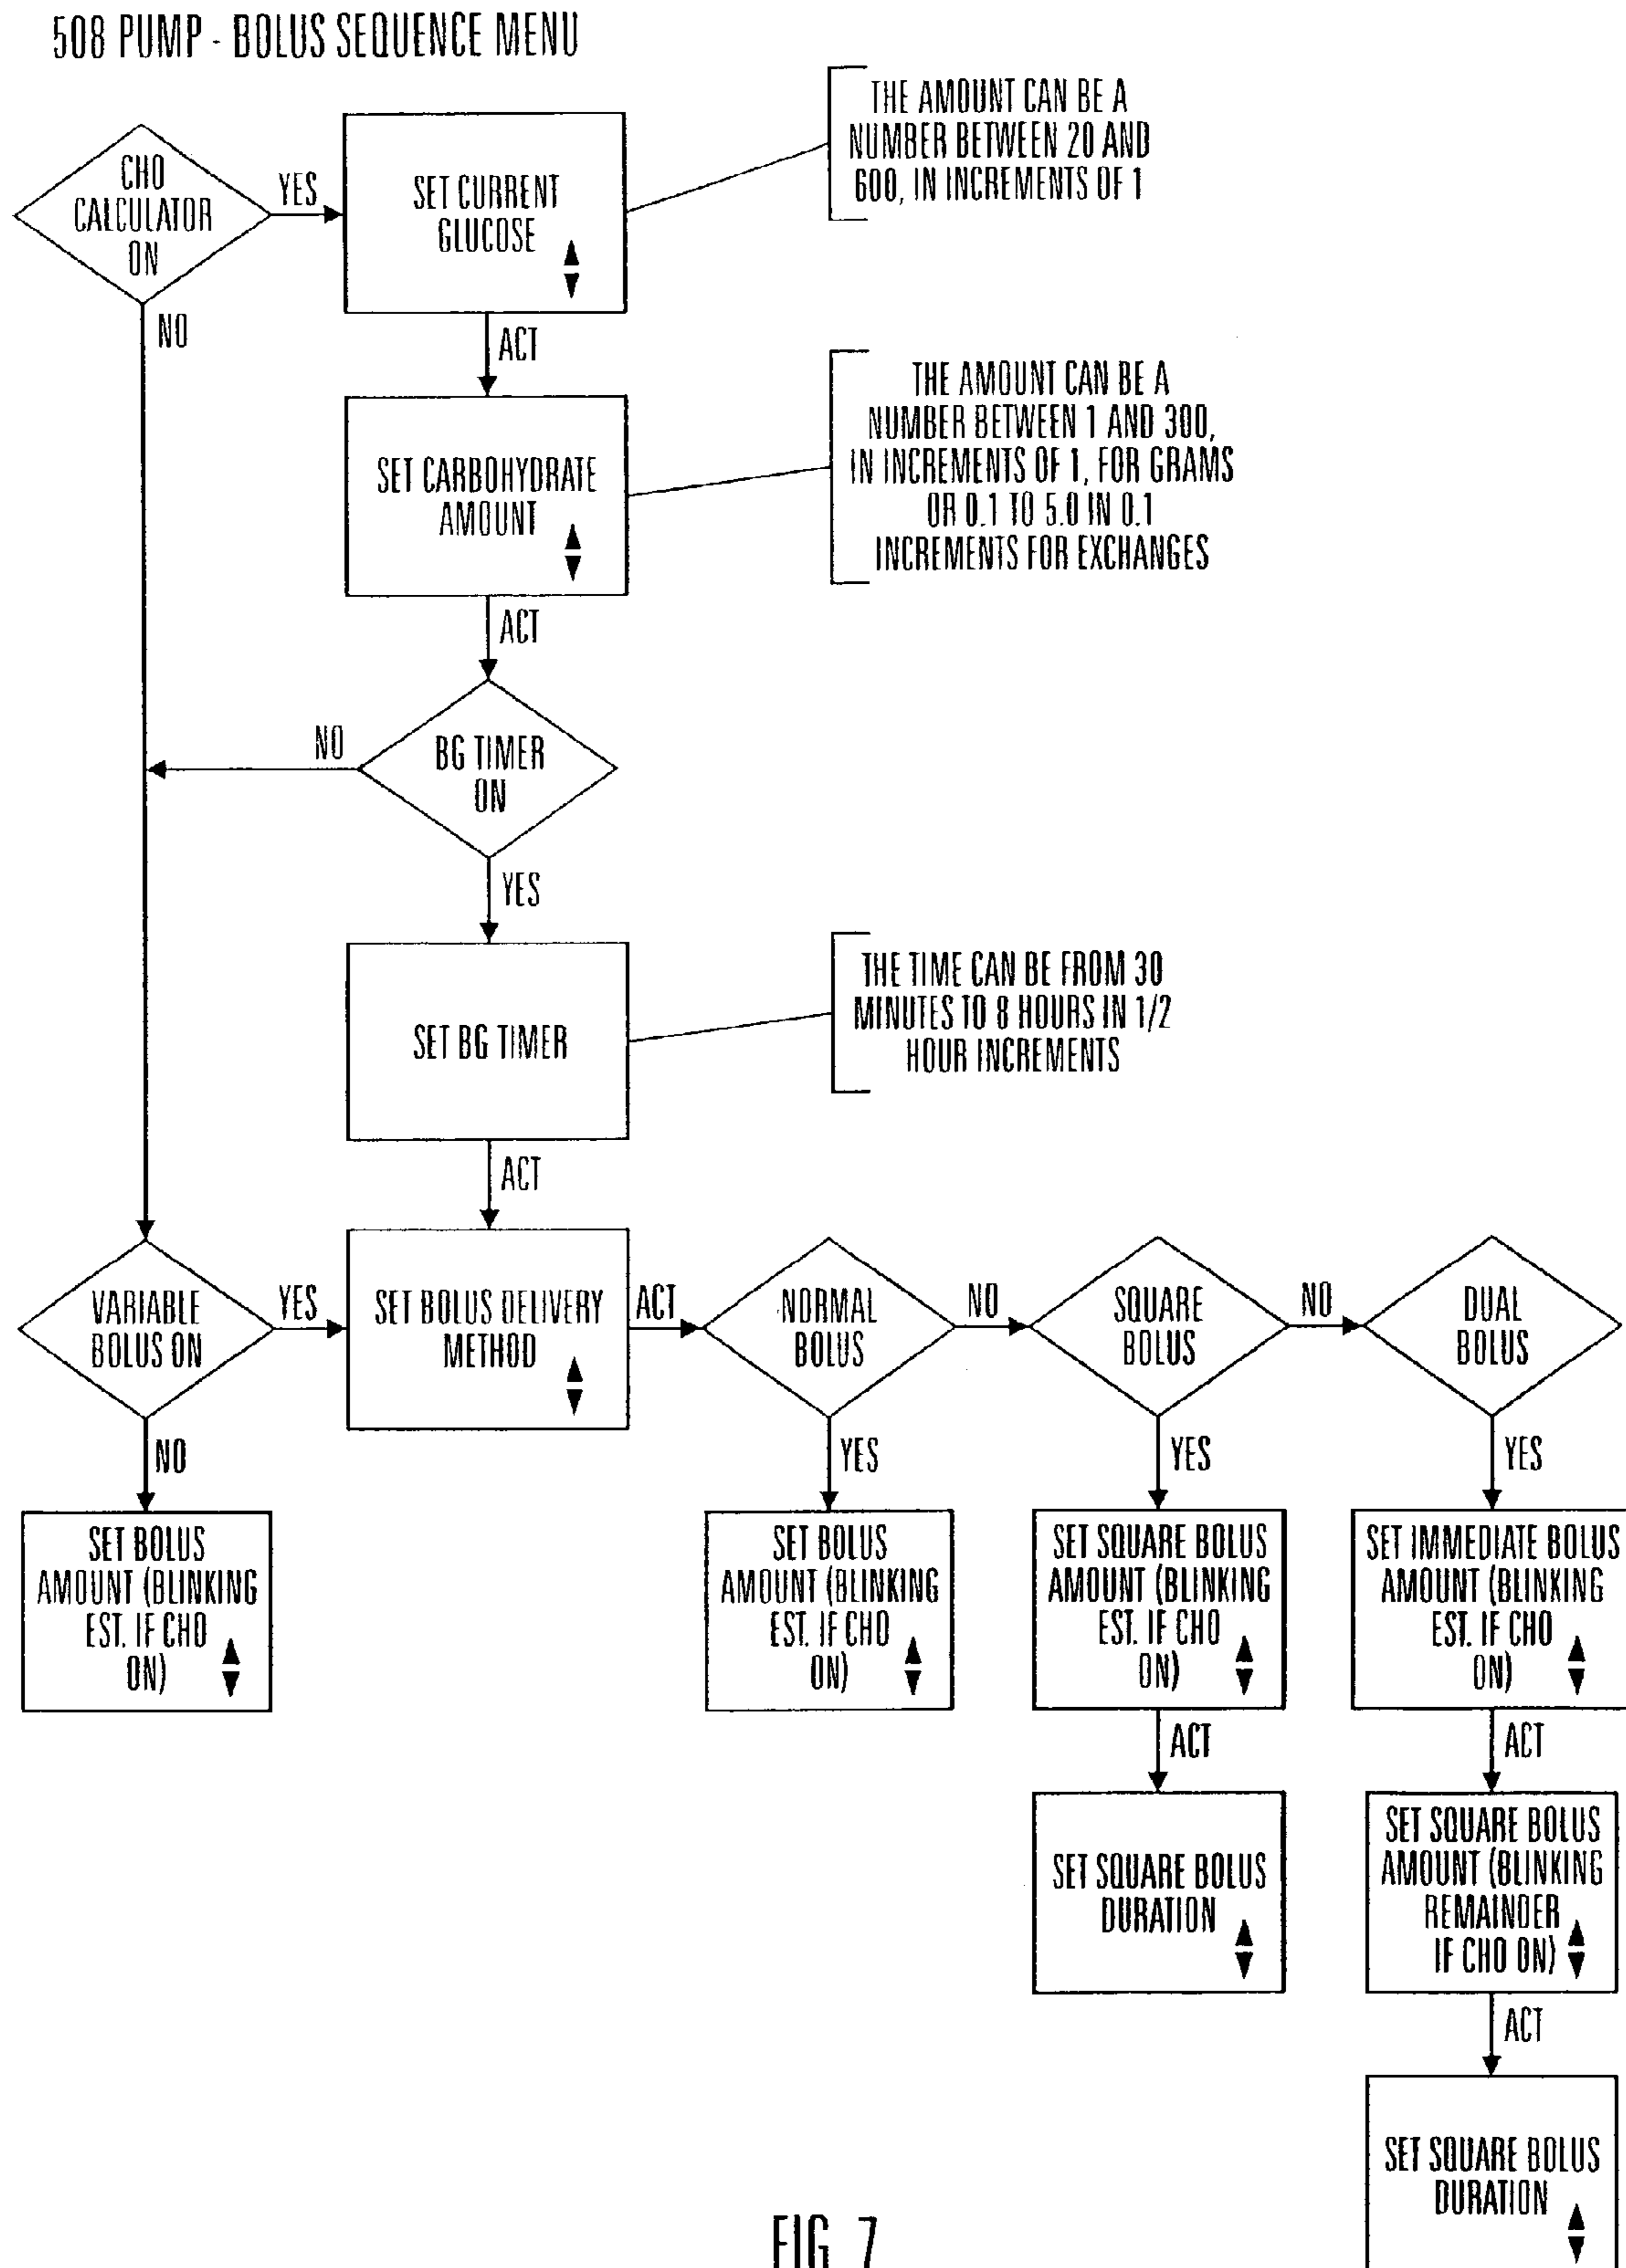 508 PUMP - BOLUS SEQUENCE MENU
CHO
CALCULATOR
ON
YES
NO
SET CURRENT
GLUCOSE
THE AMOUNT CAN BE A
NUMBER BETWEEN 20 AND
600, IN INCREMENTS OF 1
ACT
SET CARBOHYDRATE
AMOUNT
THE AMOUNT CAN BE A
NUMBER BETWEEN 1 AND 300,
IN INCREMENTS OF 1, FOR GRAMS
OR 0.1 TO 5.0 IN 0.1
INCREMENTS FOR EXCHANGES
ACT
BG TIMER
ON
NO
YES
SET BG TIMER
THE TIME CAN BE FROM 30
MINUTES TO 8 HOURS IN 1/2
HOUR INCREMENTS
ACT
VARIABLE
BOLUS ON
YES
NO
SET BOLUS DELIVERY
METHOD
ACT
NORMAL
BOLUS
NO
YES
SQUARE
BOLUS
NO
YES
DUAL
BOLUS
YES
SET BOLUS
AMOUNT (BLINKING
EST. IF CHO
ON)
SET BOLUS
AMOUNT (BLINKING
EST. IF CHO
ON)
SET SQUARE BOLUS
AMOUNT (BLINKING
EST. IF CHO
ON)
SET IMMEDIATE BOLUS
AMOUNT (BLINKING
EST. IF CHO
ON)
ACT
ACT
SET SQUARE BOLUS
DURATION
SET SQUARE BOLUS
AMOUNT (BLINKING
REMAINDER
IF CHO ON)
ACT
SET SQUARE BOLUS
DURATION
FIG. 7